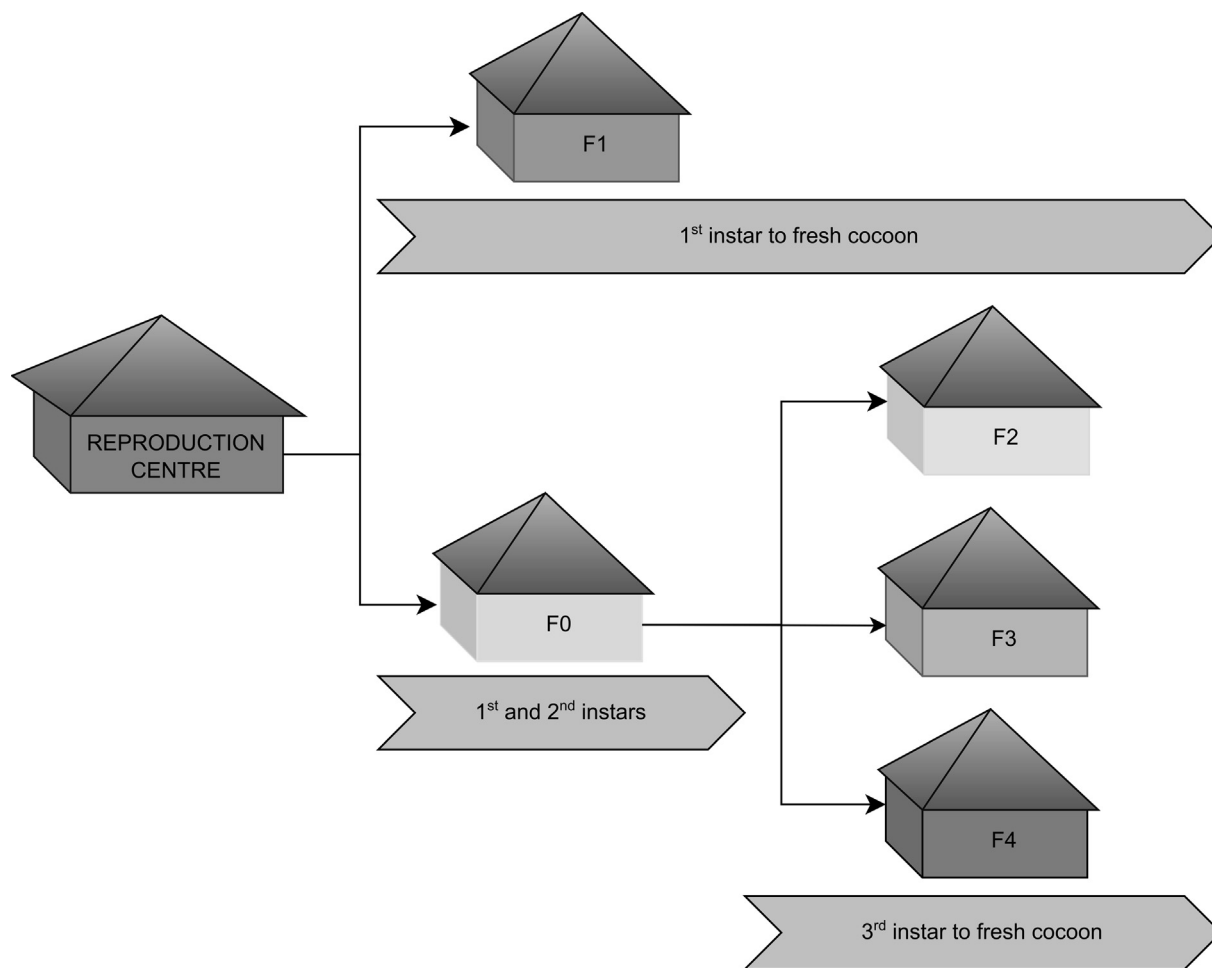 F1
1st instar to fresh cocoon
REPRODUCTION
CENTRE
F2
F0
F3
1st and 2nd instars
F4
3rd instar to fresh cocoon